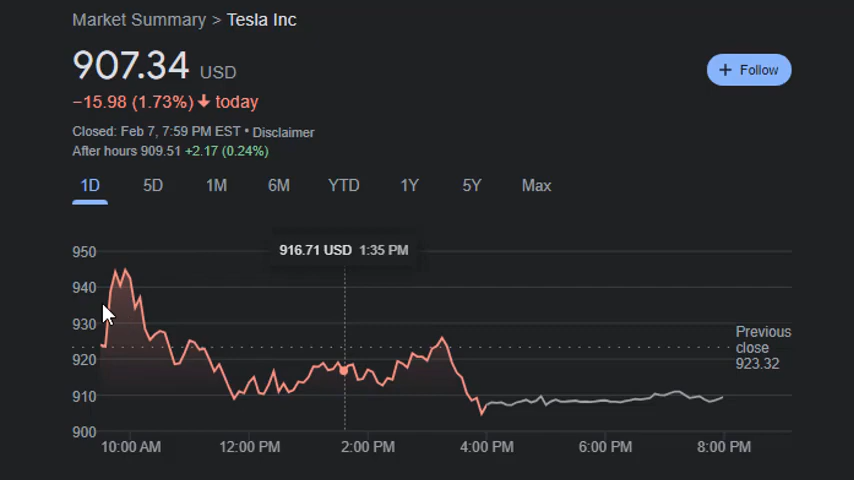 Market Summary > Tesla Inc
907.34 USD
+ Follow
−15.98 (1.73%) ↓ today
Closed: Feb 7, 7:59 PM EST • Disclaimer
After hours 909.51 +2.17 (0.24%)
1D 5D 1M 6M YTD 1Y 5Y Max
916.71 USD 1:35 PM
950
940
930
920
910
900
Previous
close
923.32
10:00 AM 12:00 PM 2:00 PM 4:00 PM 6:00 PM 8:00 PM